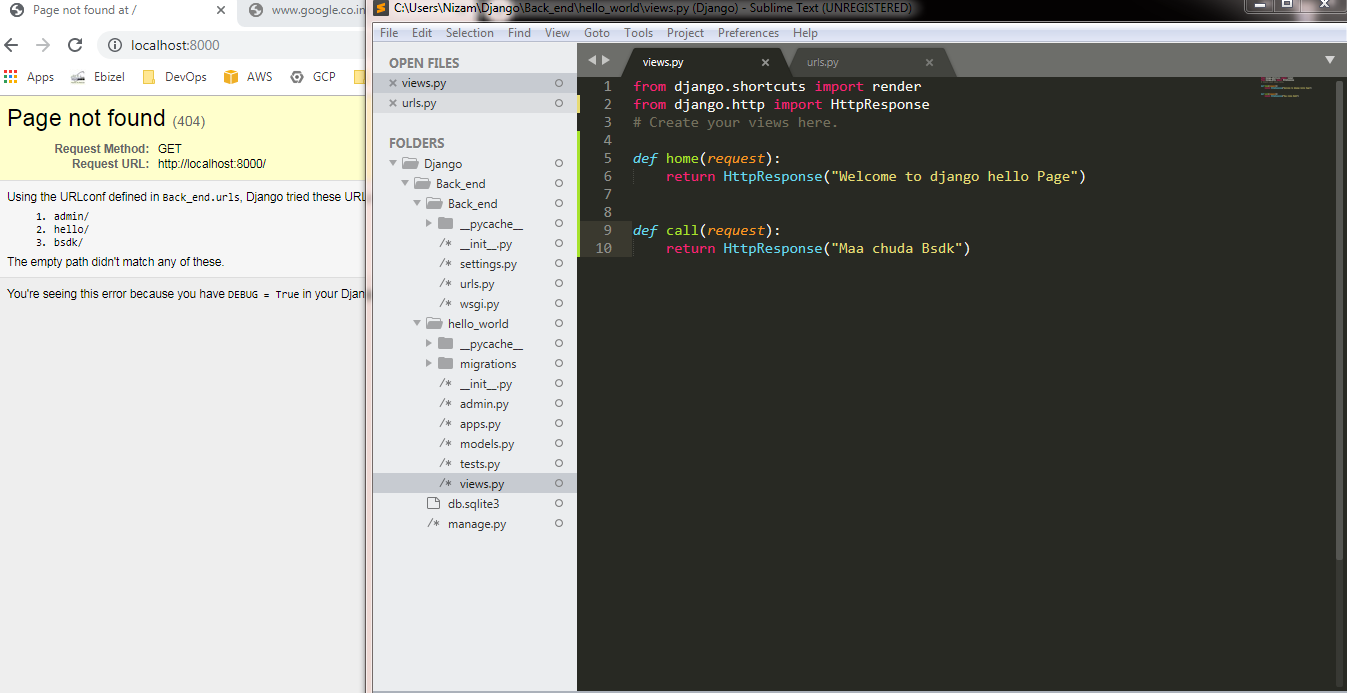 Page not found at /
www.google.co.in
localhost:8000
Apps
Ebizel
DevOps
AWS
GCP
Page not found (404)
Request Method: GET
Request URL: http://localhost:8000/
Using the URLconf defined in Back_end.urls, Django tried these URL
1. admin/
2. hello/
3. bsdk/
The empty path didn't match any of these.
You're seeing this error because you have DEBUG = True in your Djan
C:\Users\Nizam\Django\Back_end\hello_world\views.py (Django) - Sublime Text (UNREGISTERED)
File Edit Selection Find View Goto Tools Project Preferences Help
OPEN FILES
views.py
urls.py
FOLDERS
Django
Back_end
Back_end
__pycache__
/* __init__.py
/* settings.py
/* urls.py
/* wsgi.py
hello_world
__pycache__
migrations
/* __init__.py
/* admin.py
/* apps.py
/* models.py
/* tests.py
/* views.py
db.sqlite3
/* manage.py
views.py
urls.py
1 from django.shortcuts import render
2 from django.http import HttpResponse
3 # Create your views here.
4
5 def home(request):
6     return HttpResponse("Welcome to django hello Page")
7
8
9 def call(request):
10     return HttpResponse("Maa chuda Bsdk")